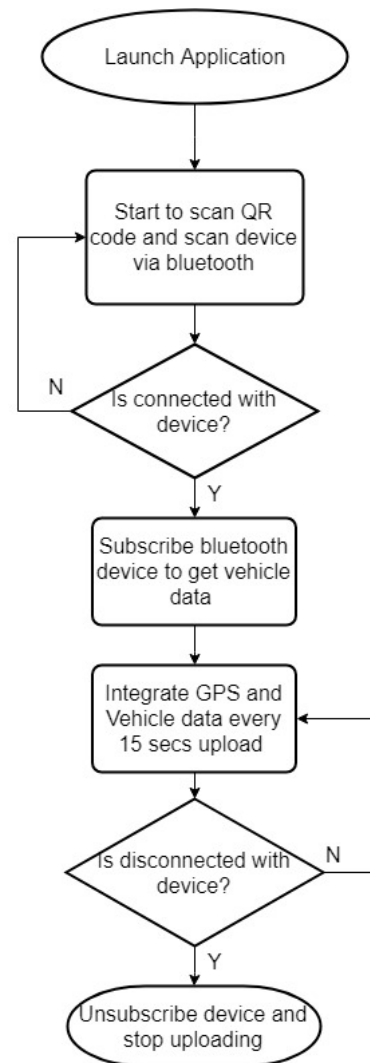 Launch Application
Start to scan QR
code and scan device
via bluetooth
N
Is connected with
device?
Y
Subscribe bluetooth
device to get vehicle
data
Integrate GPS and
Vehicle data every
15 secs upload
Is disconnected with
device?
N
Y
Unsubscribe device and
stop uploading